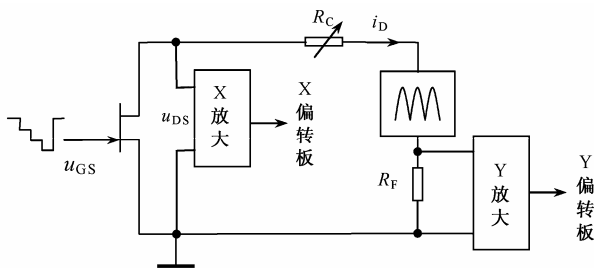 R_C
i_D
X
放
大
u_DS
X
偏
转
板
u_GS
R_F
Y
放
大
Y
偏
转
板